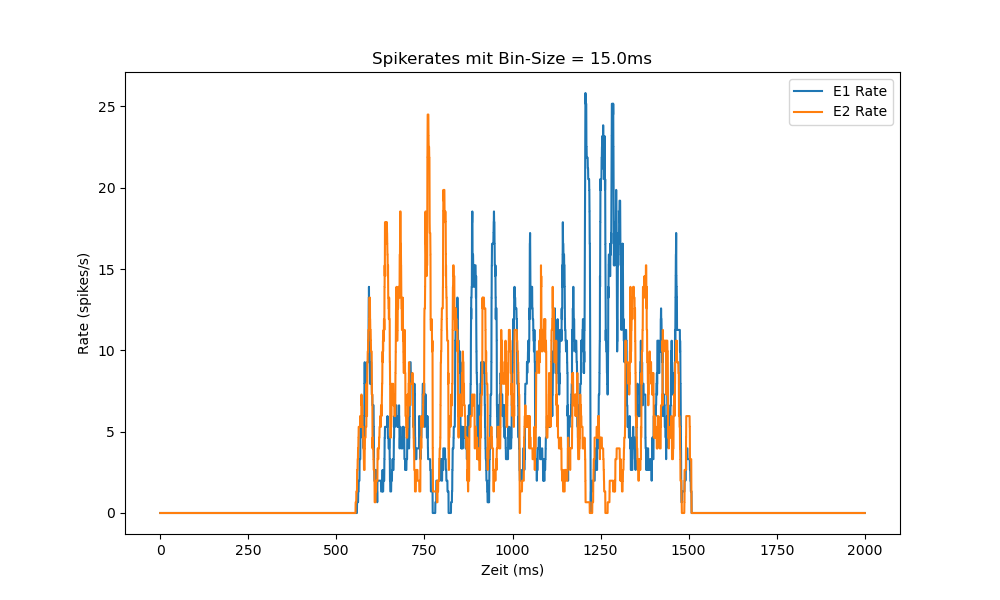 Spikerates mit Bin-Size = 15.0ms
E1 Rate
E2 Rate
Rate (spikes/s)
25
20
15
10
5
0
0 250 500 750 1000 1250 1500 1750 2000
Zeit (ms)